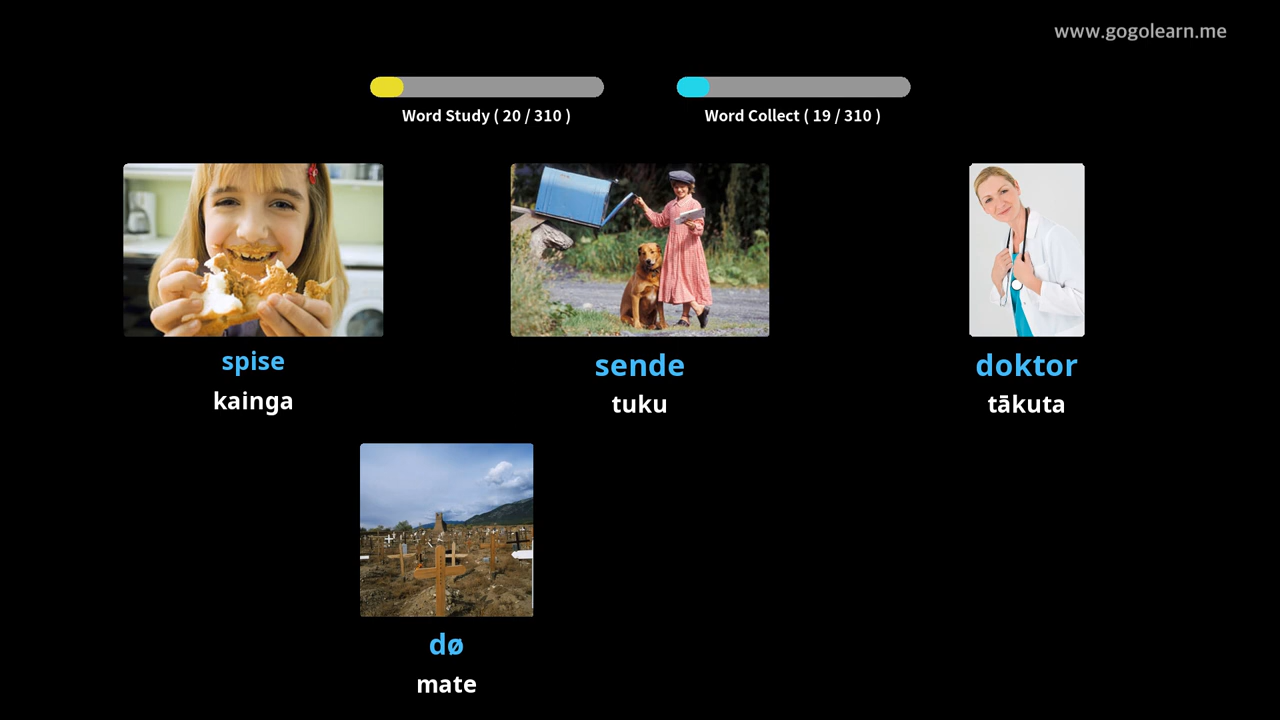 www.gogolearn.me
Word Study ( 20 / 310 )
Word Collect ( 19 / 310 )
spise
kainga
sende
tuku
doktor
tākuta
dø
mate